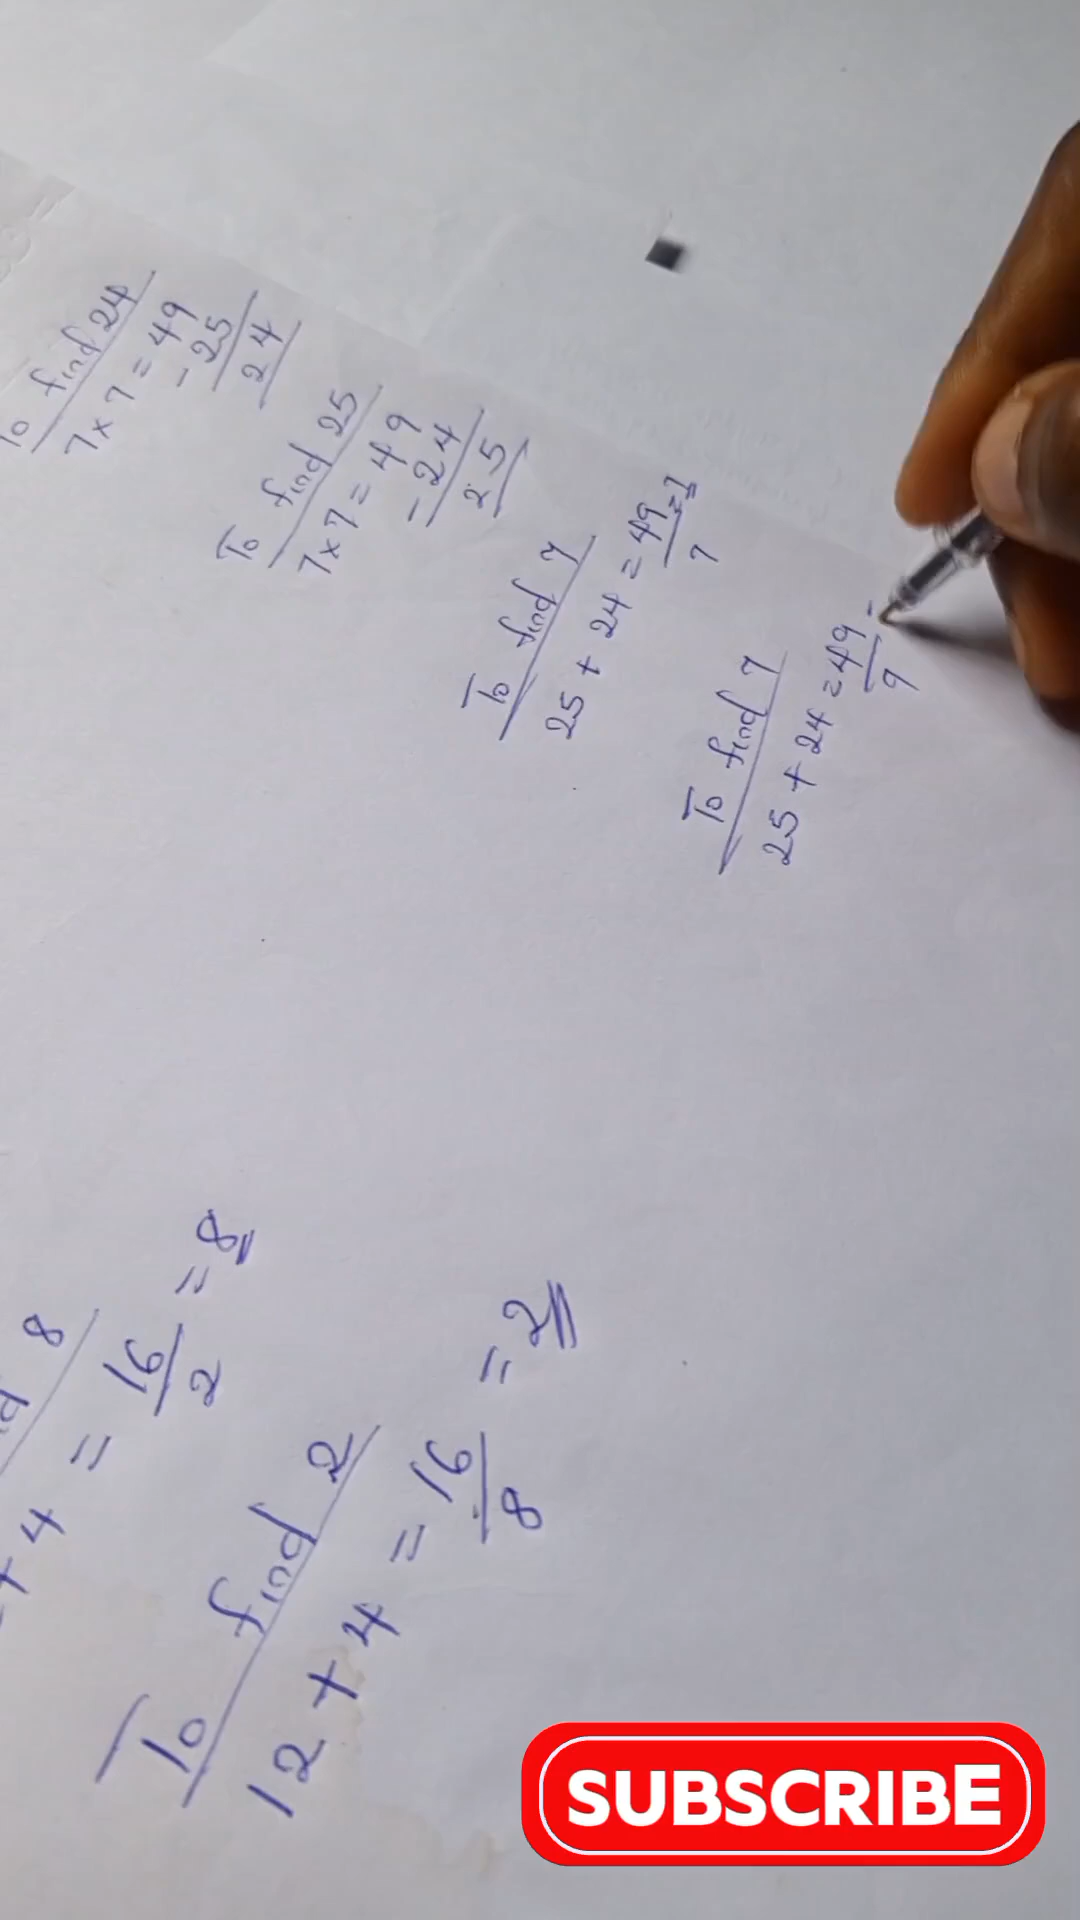 To find 24
7 x 7 = 49
- 25
24
To find 25
7 x 7 = 49
- 24
25
To find 7
25 + 24 = 49 = 7
7
To find 7
25 + 24 = 49 =
7
8
+ 4 = 16 = 8
2
To find 2
12 + 4 = 16 = 2
8
SUBSCRIBE